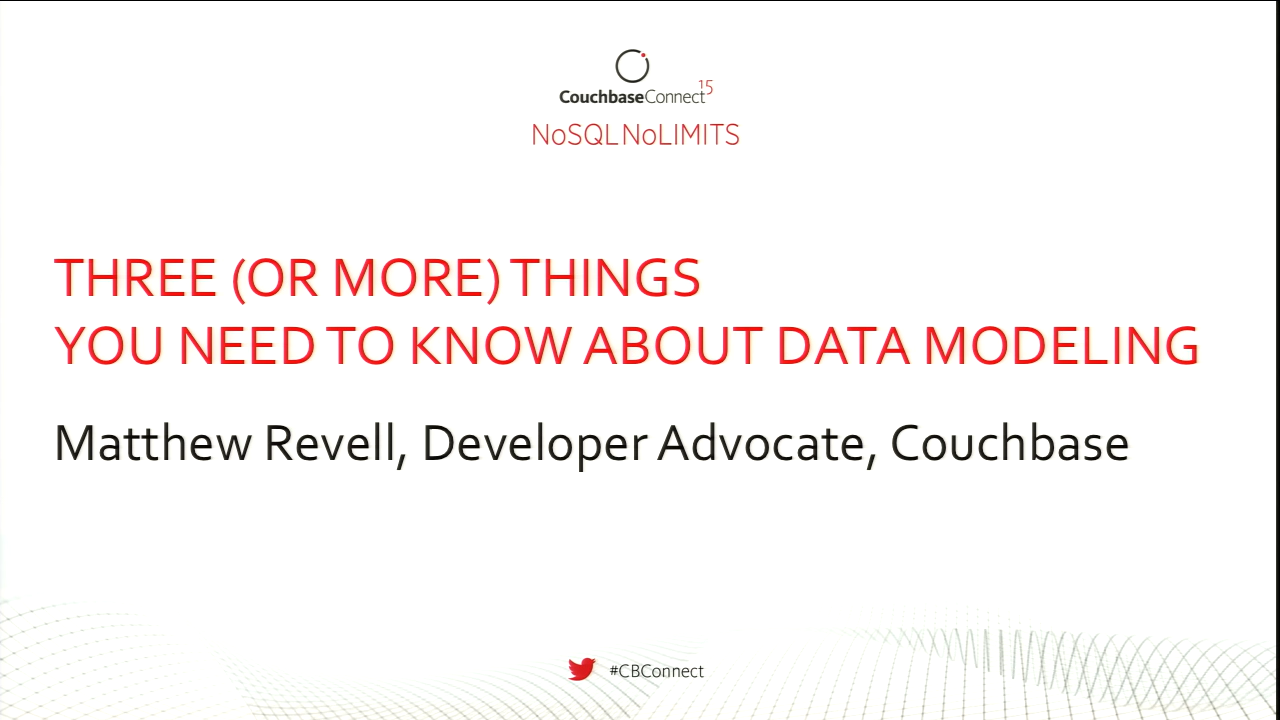 CouchbaseConnect15
NoSQLNoLIMITS
THREE (OR MORE) THINGS
YOU NEED TO KNOW ABOUT DATA MODELING
Matthew Revell, Developer Advocate, Couchbase
#CBConnect